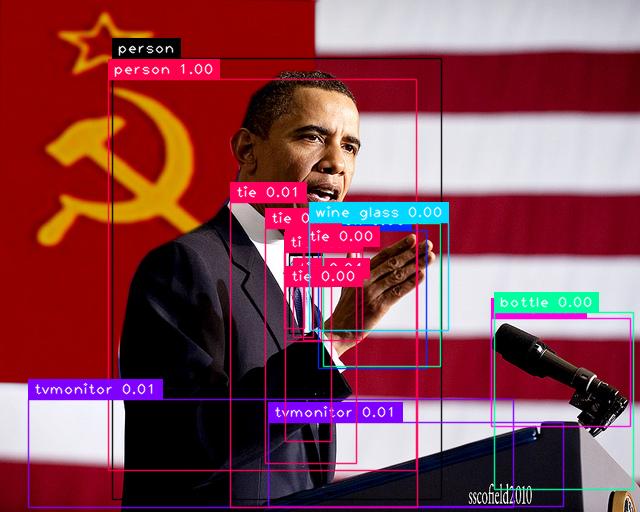 person
person 1.00
tie 0.01
tie 0
wine glass 0.00
ti
tie 0.00
tie 0.00
bottle 0.00
tvmonitor 0.01
tvmonitor 0.01
sscofield2010